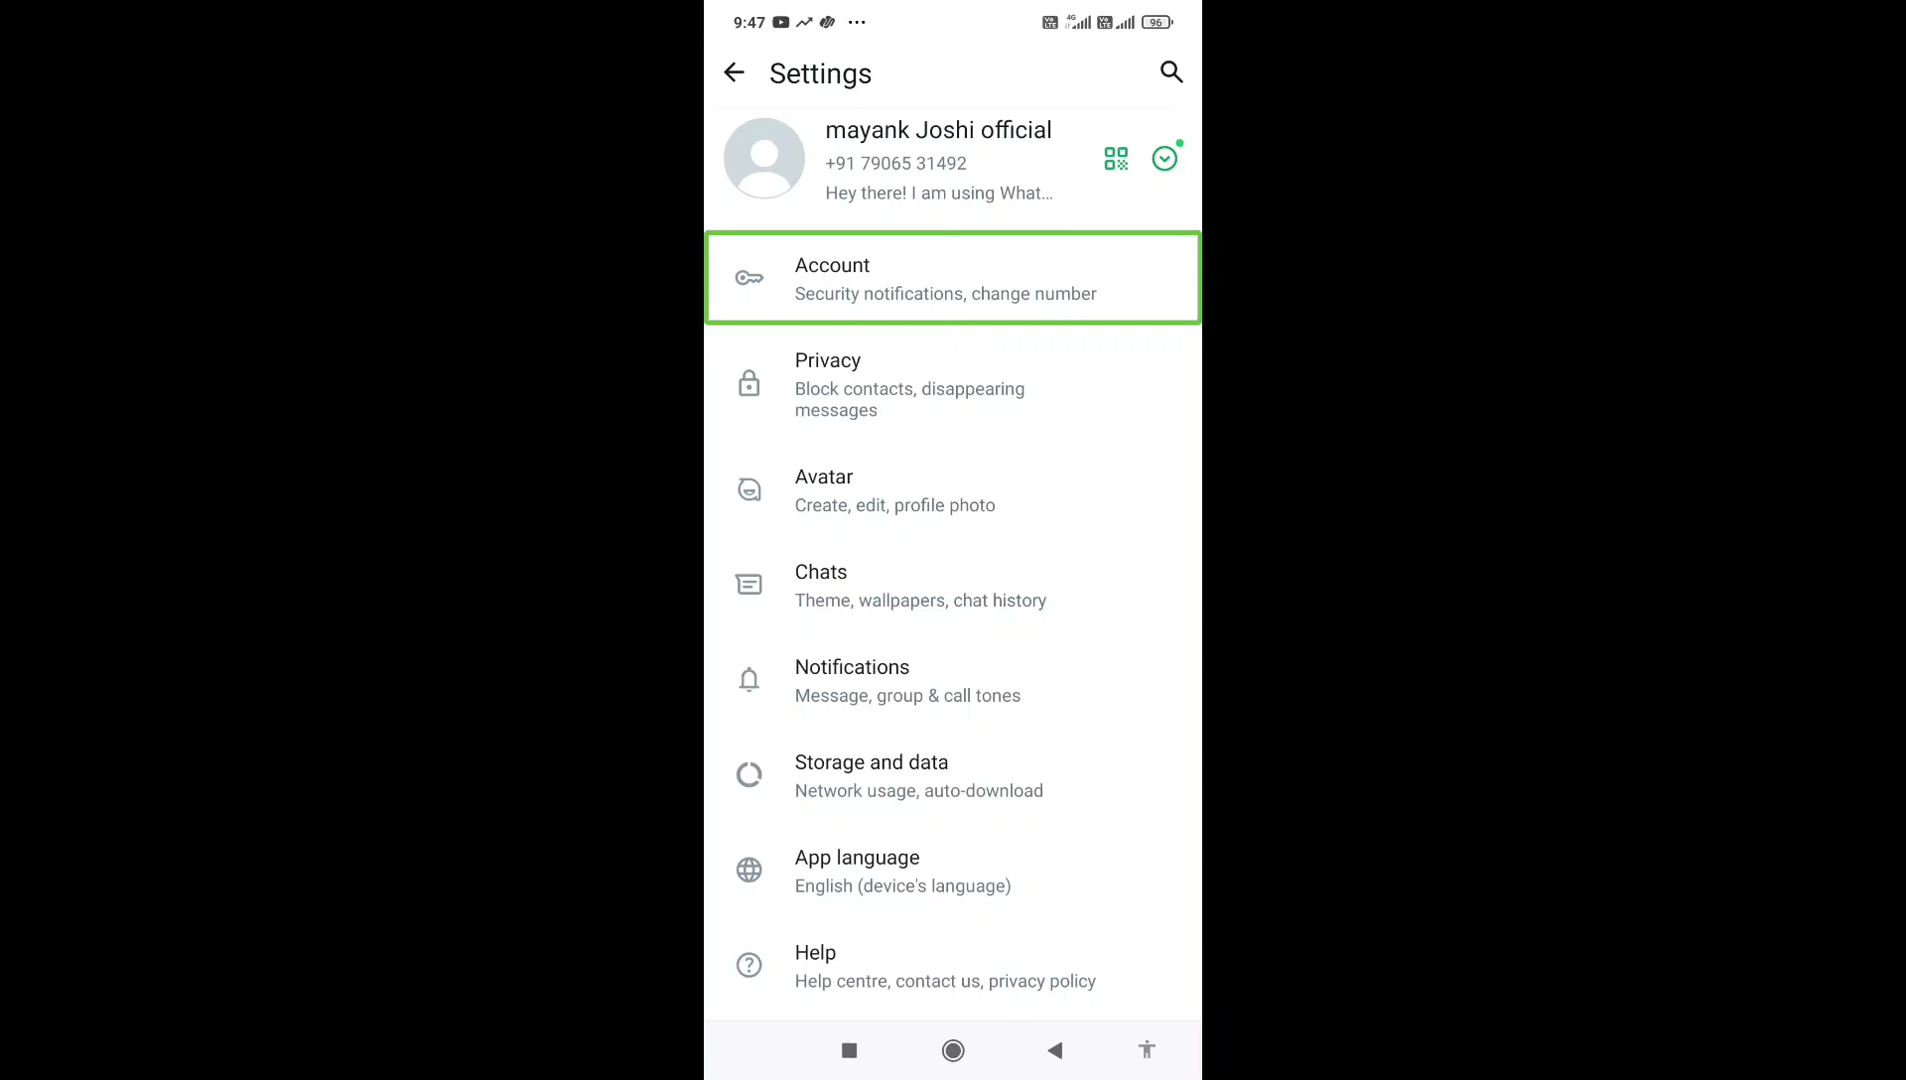 9:47
4G
96
Settings
mayank Joshi official
+91 79065 31492
Hey there! I am using What...
Account
Security notifications, change number
Privacy
Block contacts, disappearing
messages
Avatar
Create, edit, profile photo
Chats
Theme, wallpapers, chat history
Notifications
Message, group & call tones
Storage and data
Network usage, auto-download
App language
English (device's language)
Help
Help centre, contact us, privacy policy